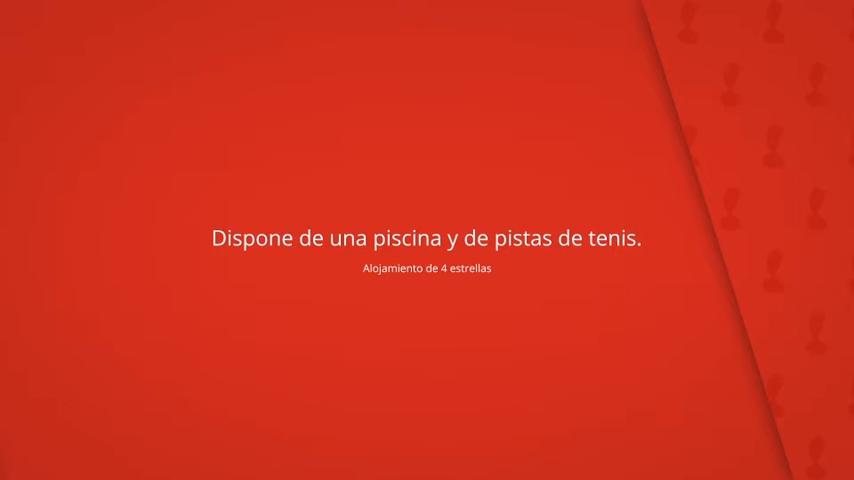 Dispone de una piscina y de pistas de tenis.
Alojamiento de 4 estrellas